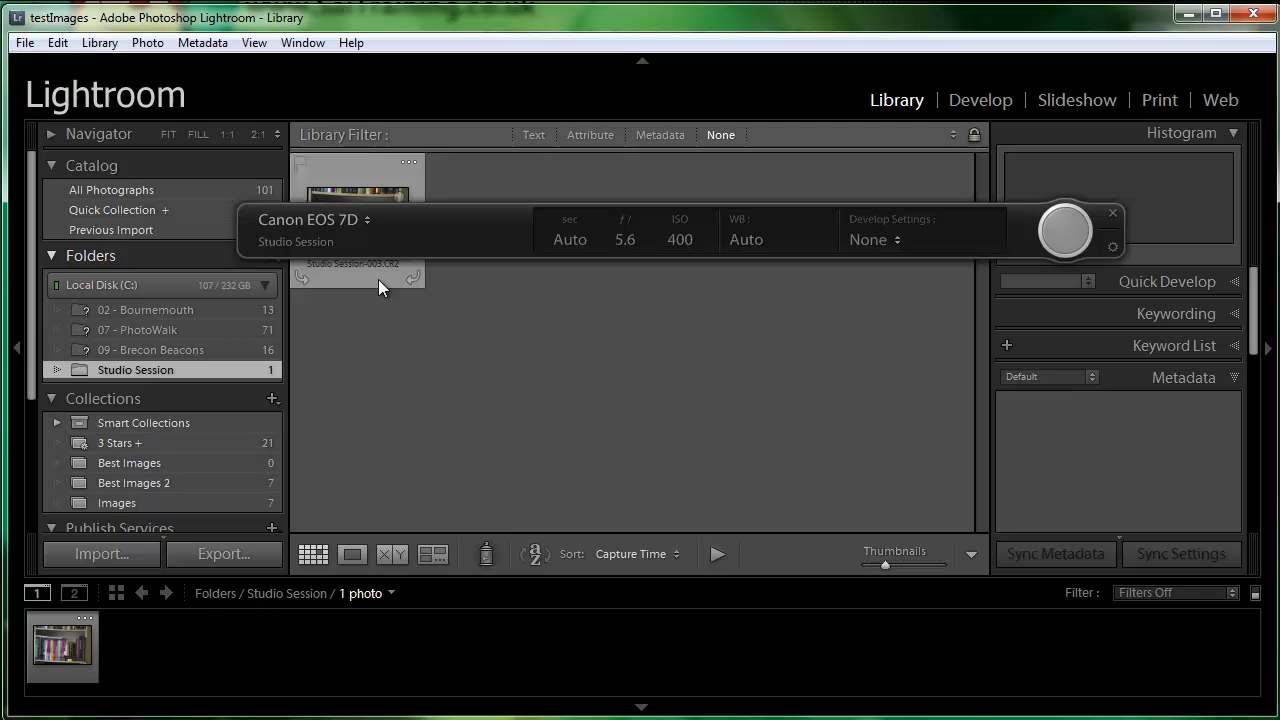 testImages - Adobe Photoshop Lightroom - Library
File Edit Library Photo Metadata View Window Help
Lightroom
Library | Develop | Slideshow | Print | Web
Navigator FIT FILL 1:1 2:1
Library Filter : Text Attribute Metadata None
Histogram
Catalog
All Photographs 101
Quick Collection +
Previous Import
Canon EOS 7D
Studio Session
sec Auto
f / 5.6
ISO 400
WB : Auto
Develop Settings : None
Studio Session-003.CR2
Folders
Local Disk (C:) 107 / 232 GB
02 - Bournemouth 13
07 - PhotoWalk 71
09 - Brecon Beacons 16
Studio Session 1
Quick Develop
Keywording
Keyword List
Default Metadata
Collections
Smart Collections
3 Stars + 21
Best Images 0
Best Images 2 7
Images 7
Publish Services
Import... Export...
Sort: Capture Time
Thumbnails
Sync Metadata Sync Settings
1 2 Folders / Studio Session / 1 photo
Filter : Filters Off